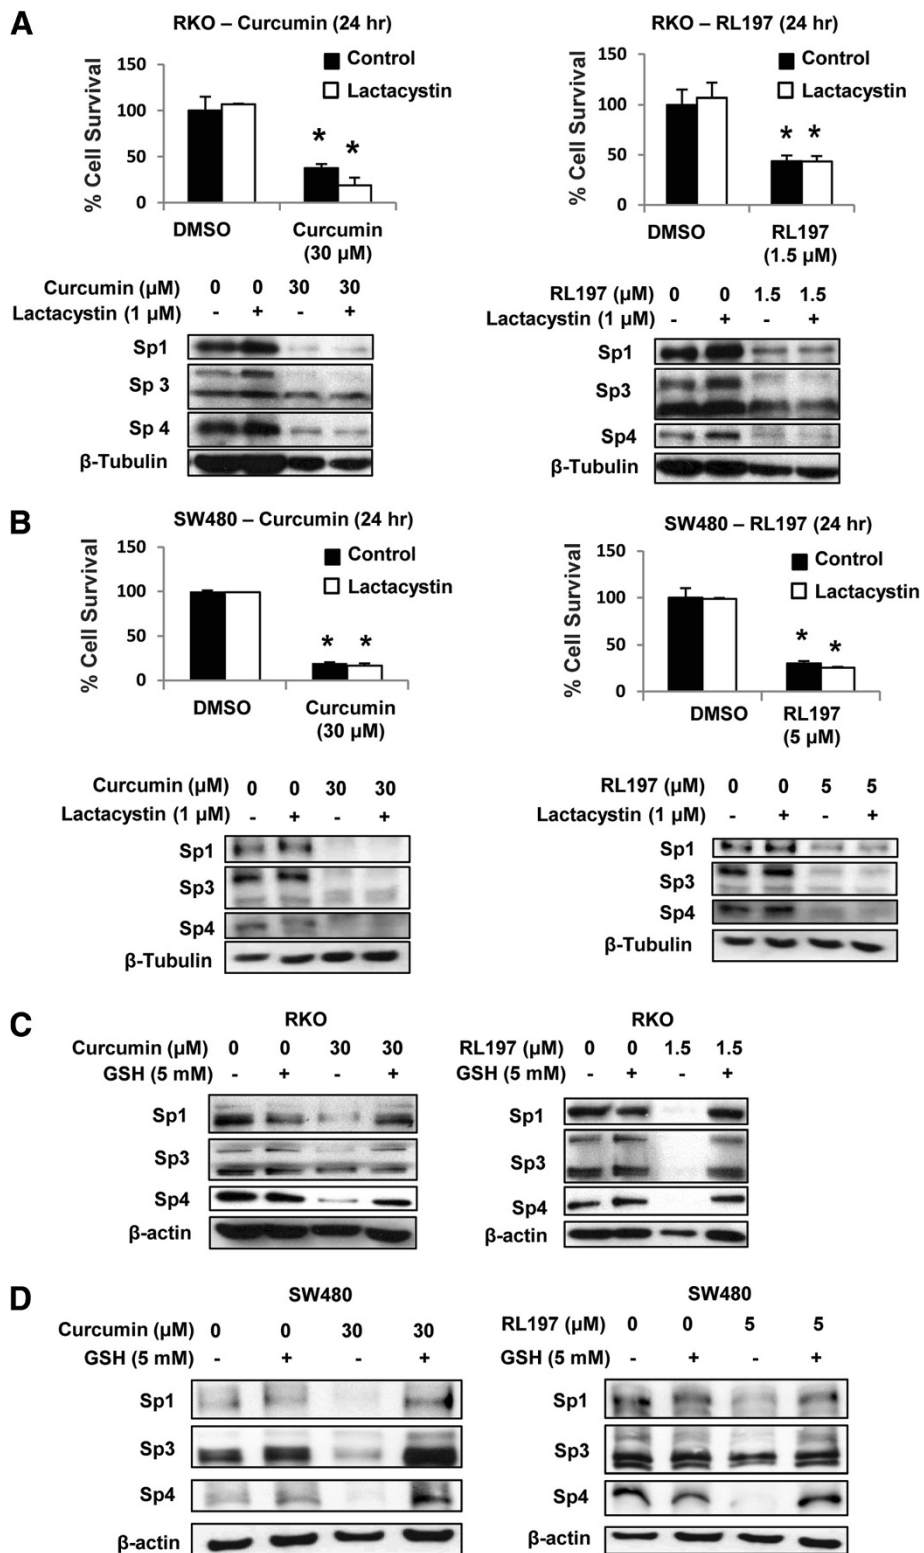 A
RKO – Curcumin (24 hr)
% Cell Survival
150
100
50
0
Control
Lactacystin
*
*
DMSO
Curcumin
(30 µM)
Curcumin (µM) 0 0 30 30
Lactacystin (1 µM) - + - +
Sp1
Sp 3
Sp 4
β-Tubulin
RKO – RL197 (24 hr)
% Cell Survival
150
100
50
0
Control
Lactacystin
* *
DMSO
RL197
(1.5 µM)
RL197 (µM) 0 0 1.5 1.5
Lactacystin (1 µM) - + - +
Sp1
Sp3
Sp4
β-Tubulin
B
SW480 – Curcumin (24 hr)
% Cell Survival
150
100
50
0
Control
Lactacystin
* *
DMSO
Curcumin
(30 µM)
Curcumin (µM) 0 0 30 30
Lactacystin (1 µM) - + - +
Sp1
Sp3
Sp4
β-Tubulin
SW480 – RL197 (24 hr)
% Cell Survival
150
100
50
0
Control
Lactacystin
*
*
DMSO
RL197
(5 µM)
RL197 (µM) 0 0 5 5
Lactacystin (1 µM) - + - +
Sp1
Sp3
Sp4
β-Tubulin
C
RKO
Curcumin (µM) 0 0 30 30
GSH (5 mM) - + - +
Sp1
Sp3
Sp4
β-actin
RKO
RL197 (µM) 0 0 1.5 1.5
GSH (5 mM) - + - +
Sp1
Sp3
Sp4
β-actin
D
SW480
Curcumin (µM) 0 0 30 30
GSH (5 mM) - + - +
Sp1
Sp3
Sp4
β-actin
SW480
RL197 (µM) 0 0 5 5
GSH (5 mM) - + - +
Sp1
Sp3
Sp4
β-actin